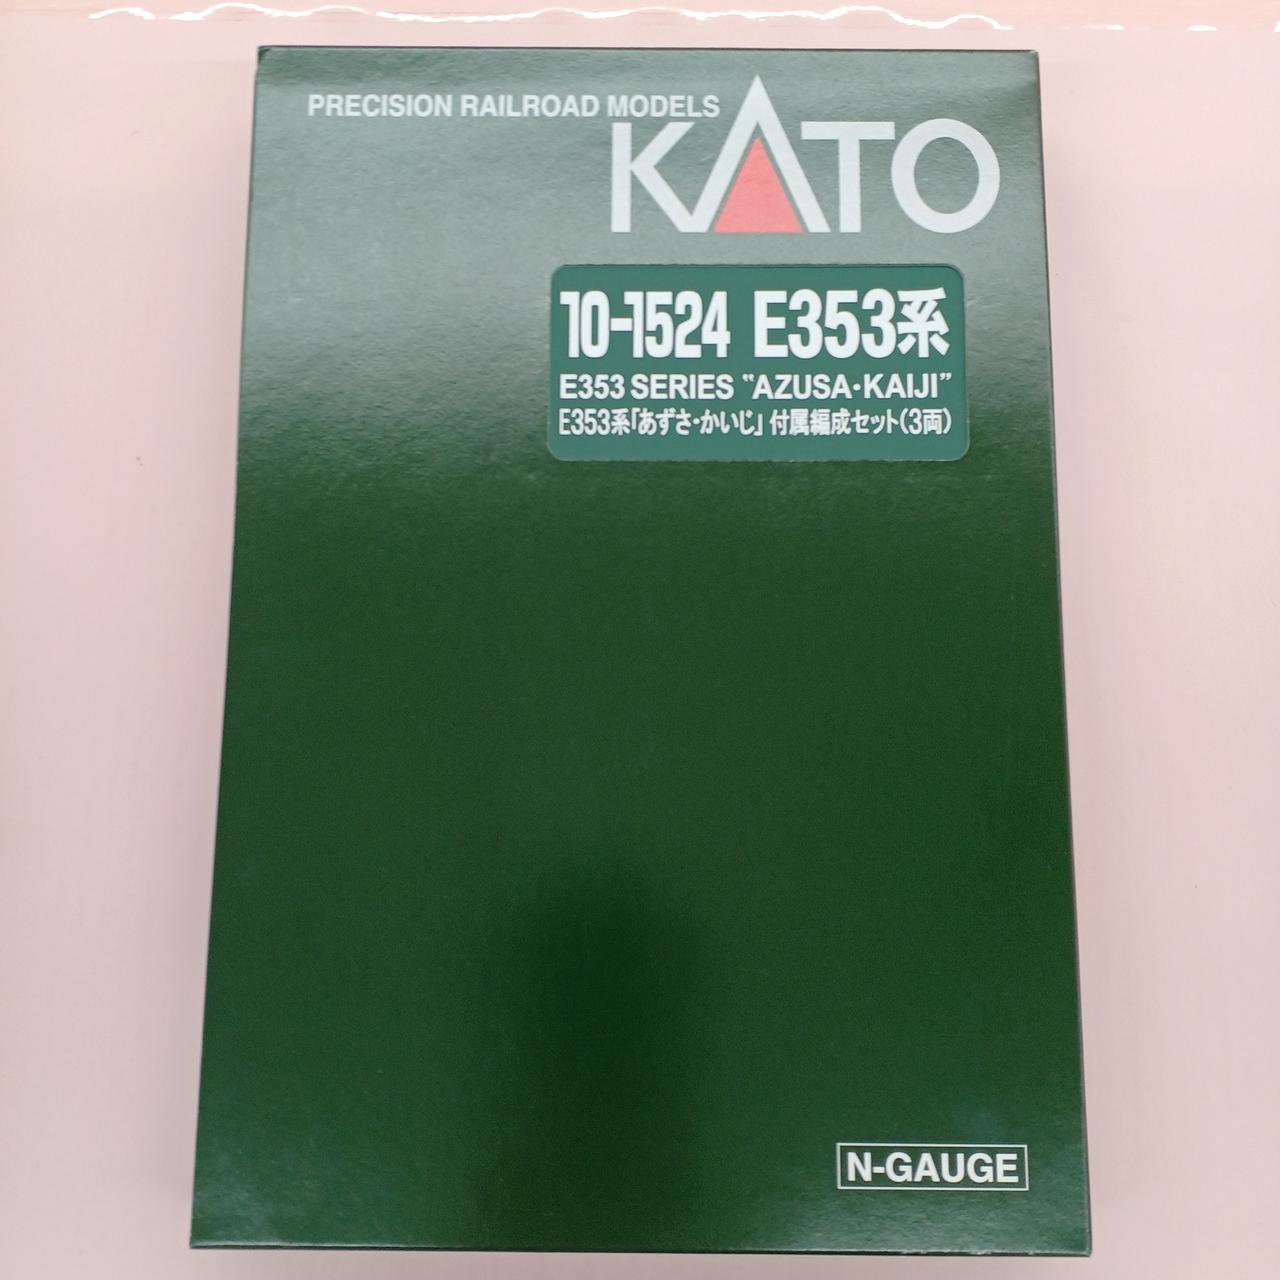 PRECISION RAILROAD MODELS
KATO
10-1524 E353系
E353 SERIES "AZUSA・KAIJI"
E353系「あずさ・かいじ」付属編成セット(3両)
N-GAUGE